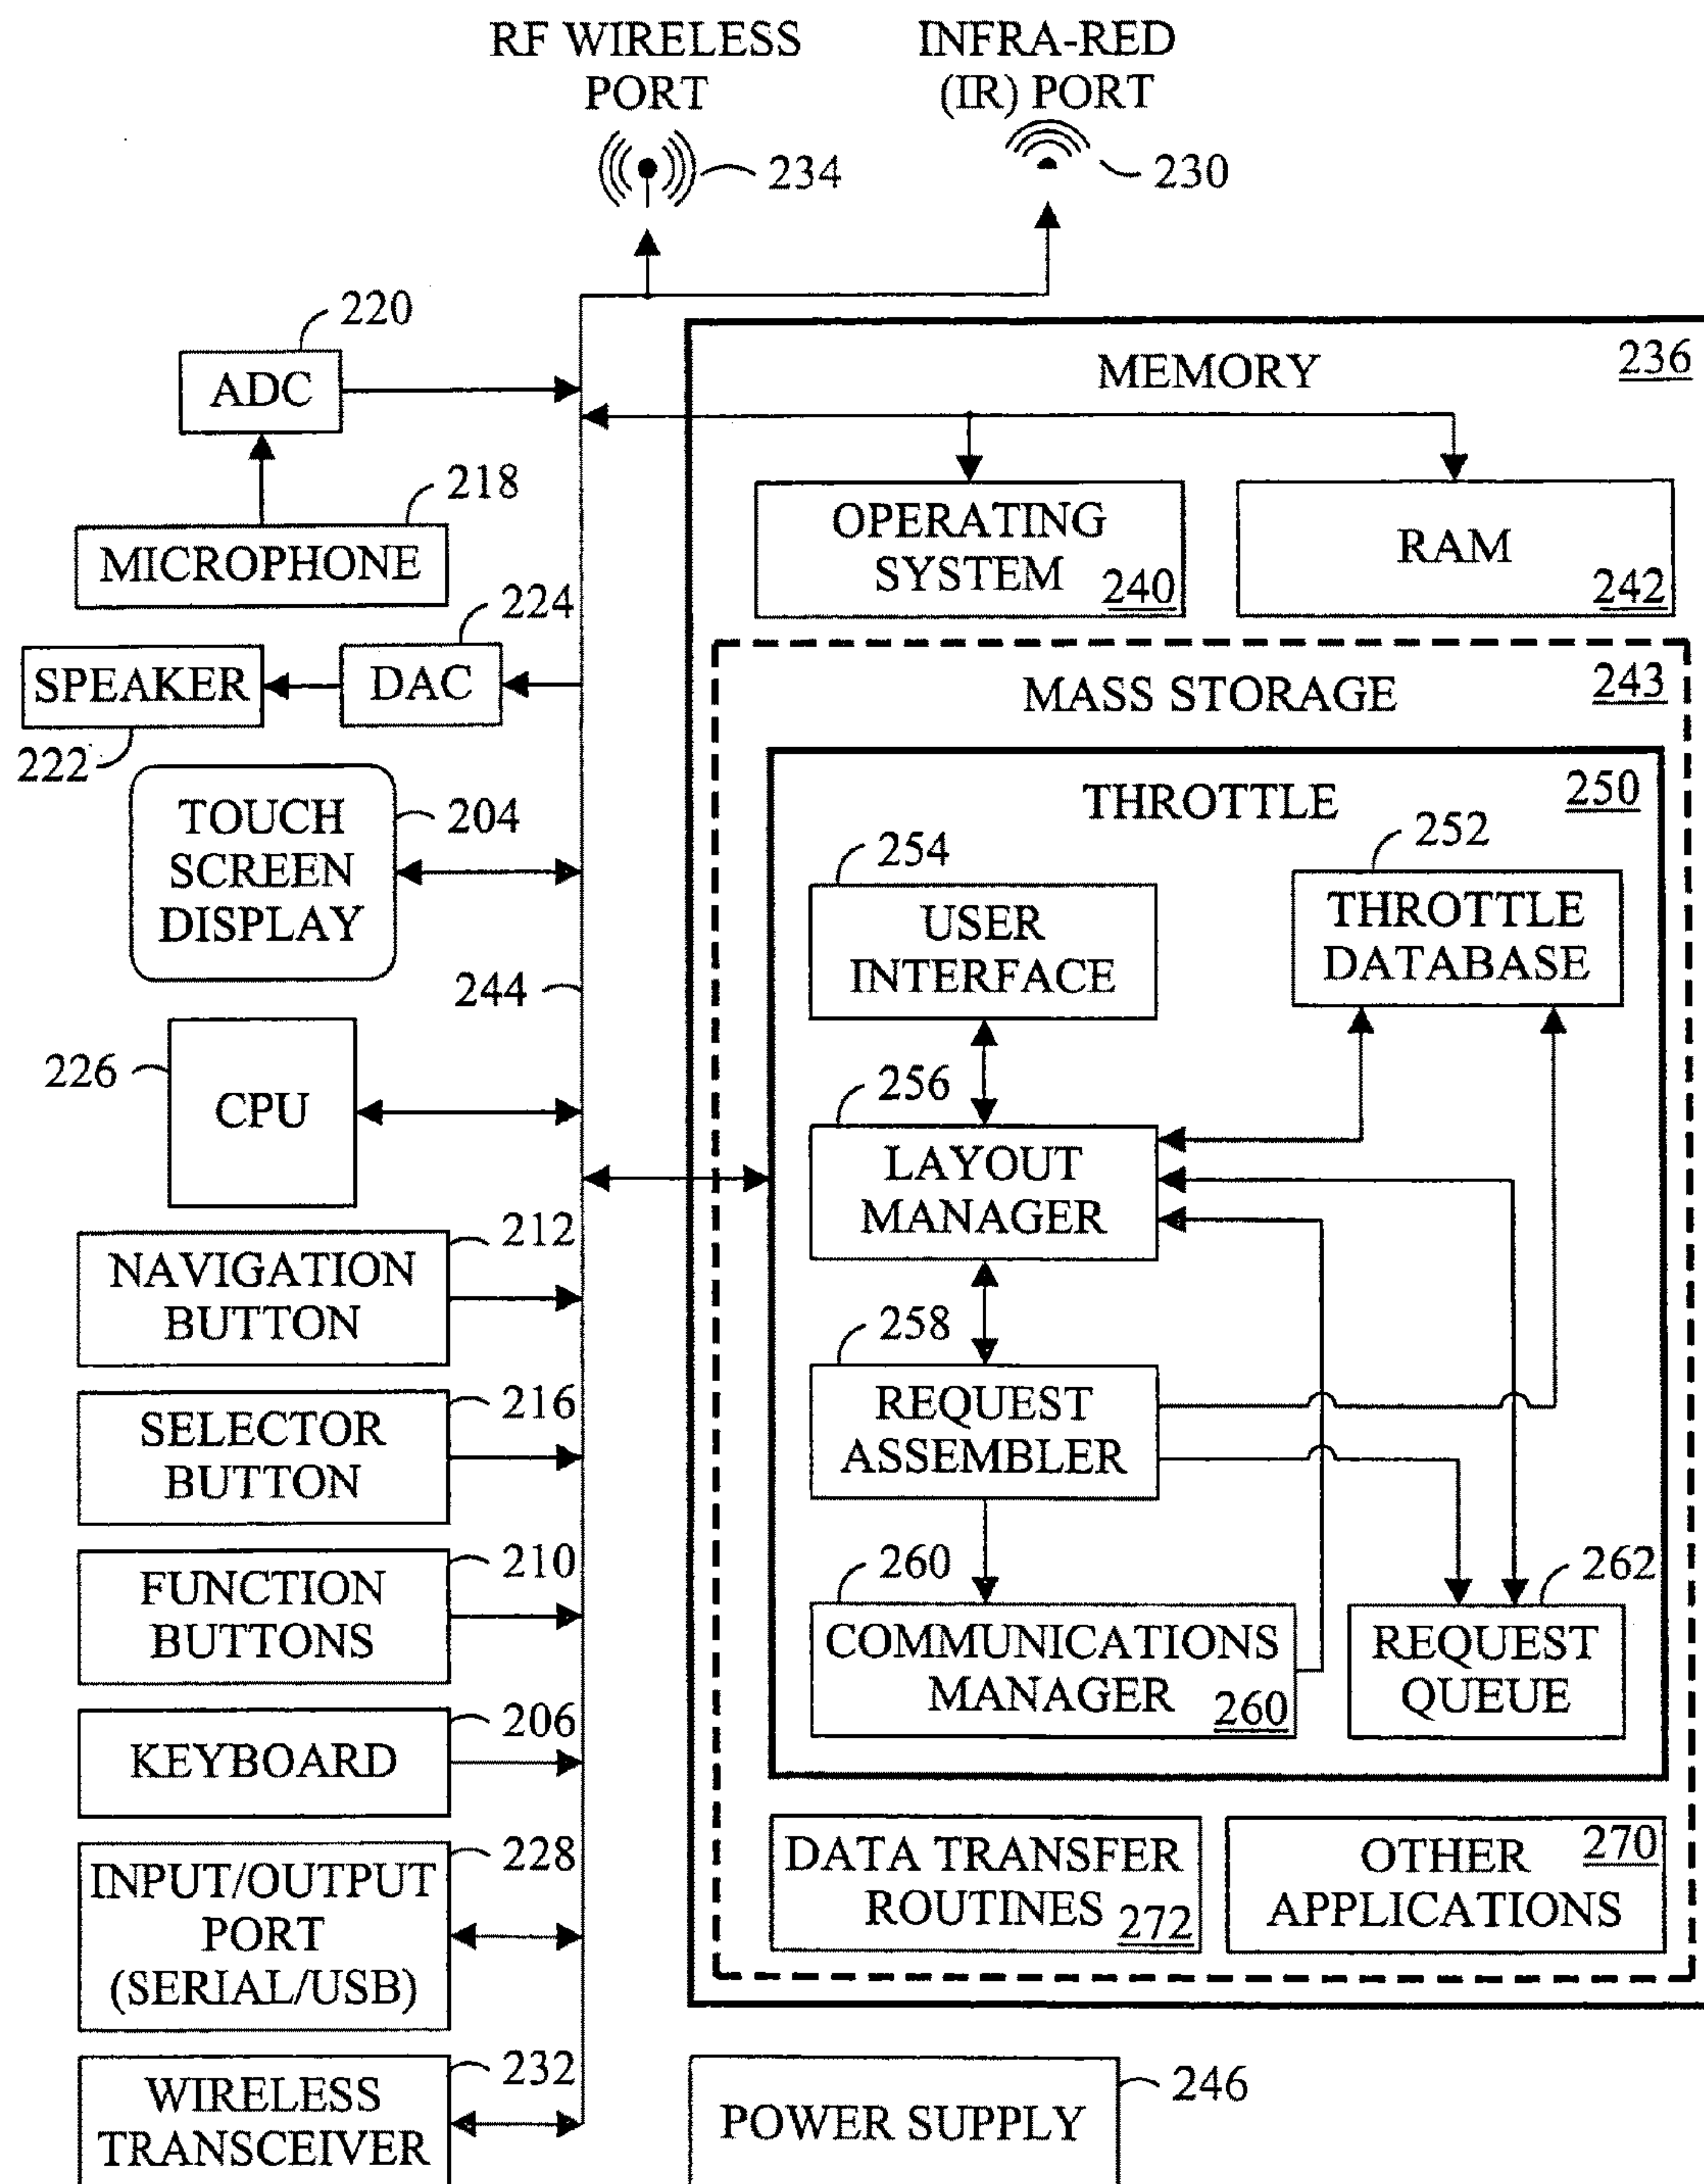 RF WIRELESS
PORT
234
INFRA-RED
(IR) PORT
230
220
ADC
218
MICROPHONE
224
SPEAKER
DAC
222
TOUCH
SCREEN
DISPLAY
204
244
226
CPU
212
NAVIGATION
BUTTON
216
SELECTOR
BUTTON
210
FUNCTION
BUTTONS
206
KEYBOARD
228
INPUT/OUTPUT
PORT
(SERIAL/USB)
232
WIRELESS
TRANSCEIVER
MEMORY
236
OPERATING
SYSTEM
240
RAM
242
MASS STORAGE
243
THROTTLE
250
254
USER
INTERFACE
252
THROTTLE
DATABASE
256
LAYOUT
MANAGER
258
REQUEST
ASSEMBLER
260
COMMUNICATIONS
MANAGER
260
262
REQUEST
QUEUE
DATA TRANSFER
ROUTINES
272
OTHER
APPLICATIONS
270
POWER SUPPLY
246